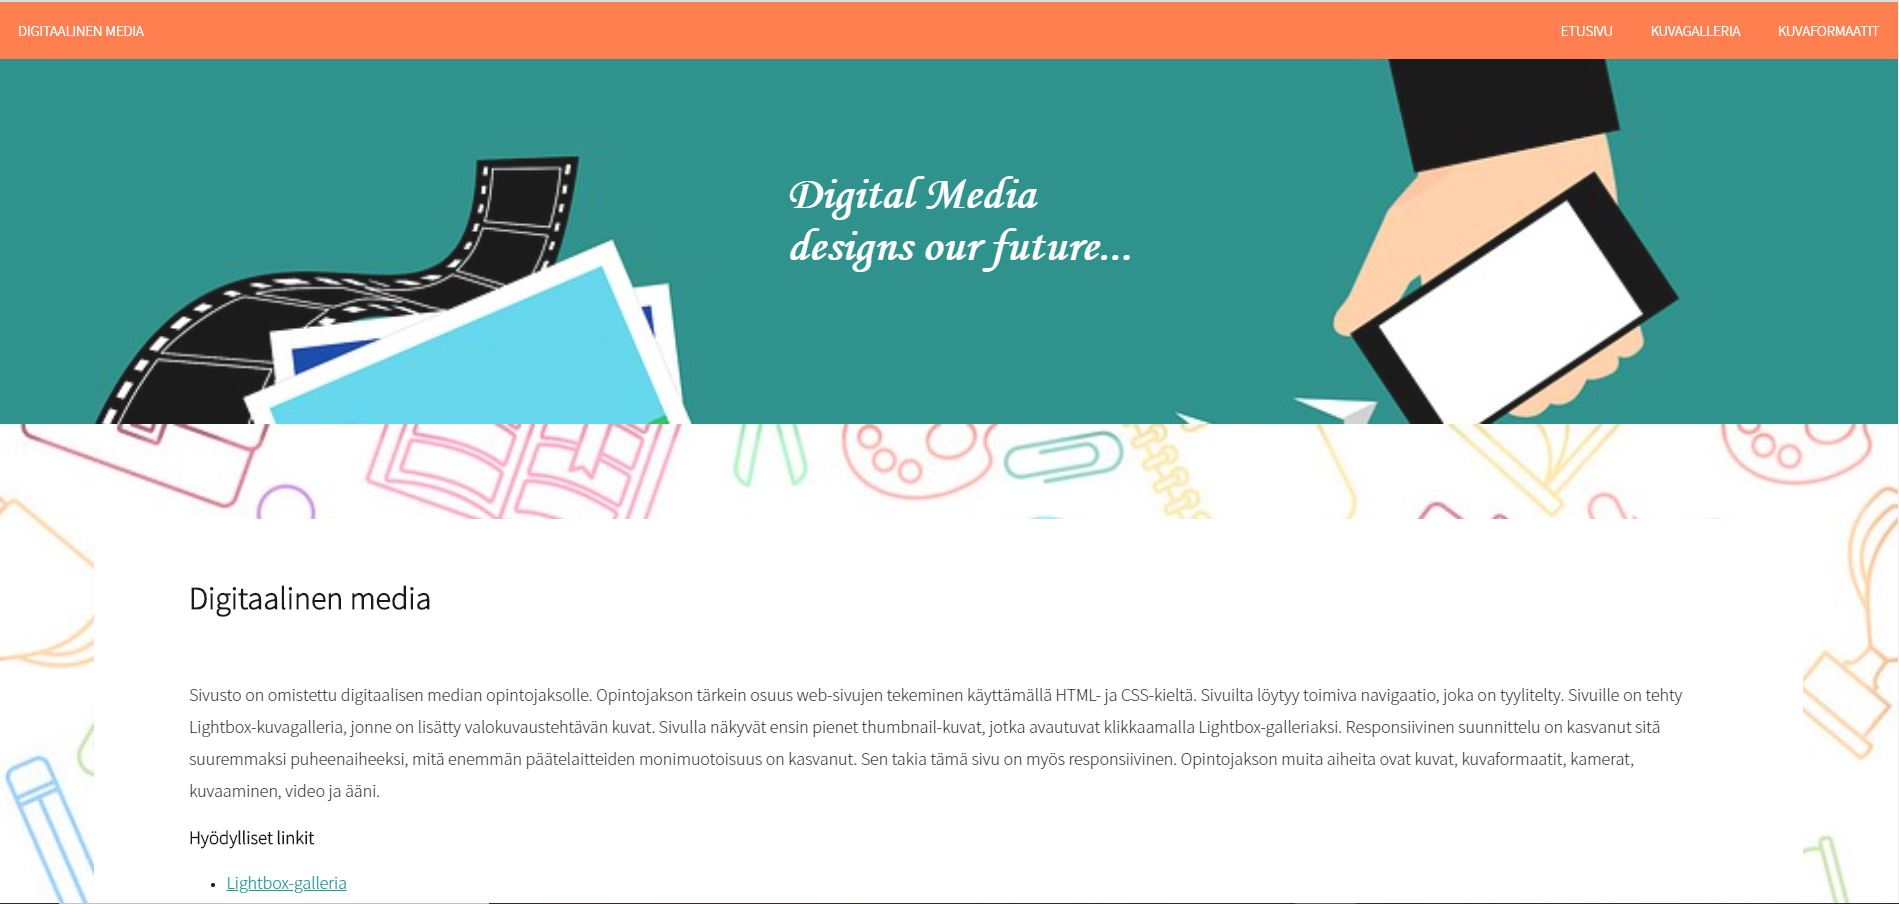 DIGITAALINEN MEDIA
ETUSIVU
KUVAGALLERIA
KUVAFORMAATIT
Digital Media
designs our future...
Digitaalinen media
Sivusto on omistettu digitaalisen median opintojaksolle. Opintojakson tärkein osuus web-sivujen tekeminen käyttämällä HTML- ja CSS-kieltä. Sivuilta löytyy toimiva navigaatio, joka on tyylitelty. Sivuille on tehty
Lightbox-kuvagalleria, jonne on lisätty valokuvaustehtävän kuvat. Sivulla näkyvät ensin pienet thumbnail-kuvat, jotka avautuvat klikkaamalla Lightbox-galleriaksi. Responsiivinen suunnittelu on kasvanut sitä
suuremmaksi puheenaiheeksi, mitä enemmän päätelaitteiden monimuotoisuus on kasvanut. Sen takia tämä sivu on myös responsiivinen. Opintojakson muita aiheita ovat kuvat, kuvaformaatit, kamerat,
kuvaaminen, video ja ääni.
Hyödylliset linkit
• Lightbox-galleria